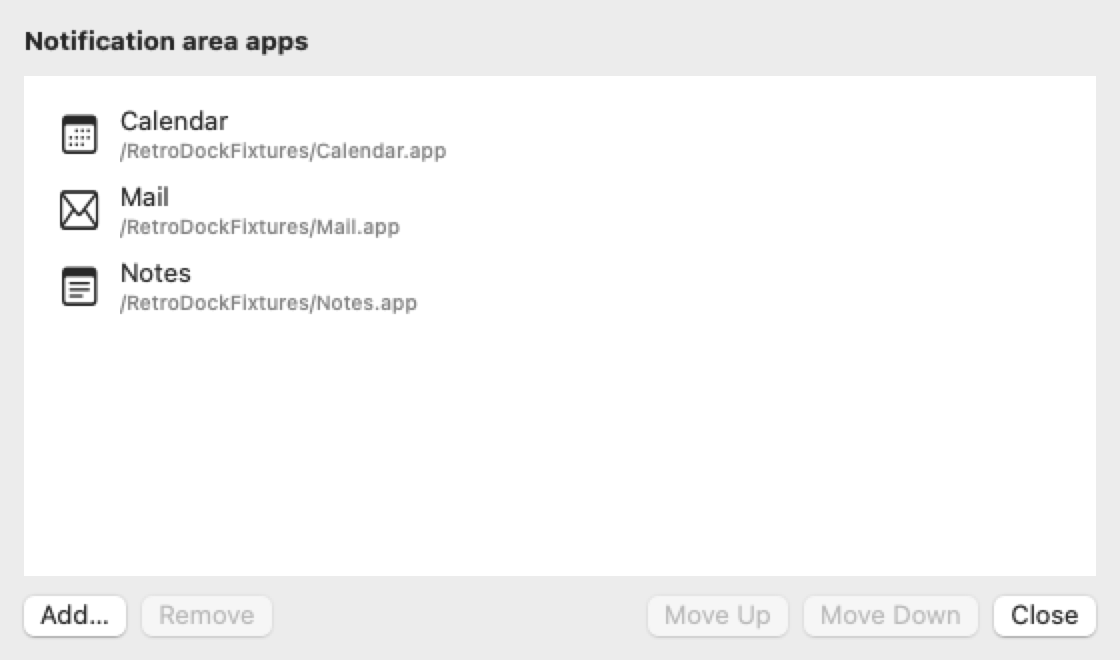 Notification area apps
Calendar
/RetroDockFixtures/Calendar.app
Mail
/RetroDockFixtures/Mail.app
Notes
/RetroDockFixtures/Notes.app
Add... Remove Move Up Move Down Close